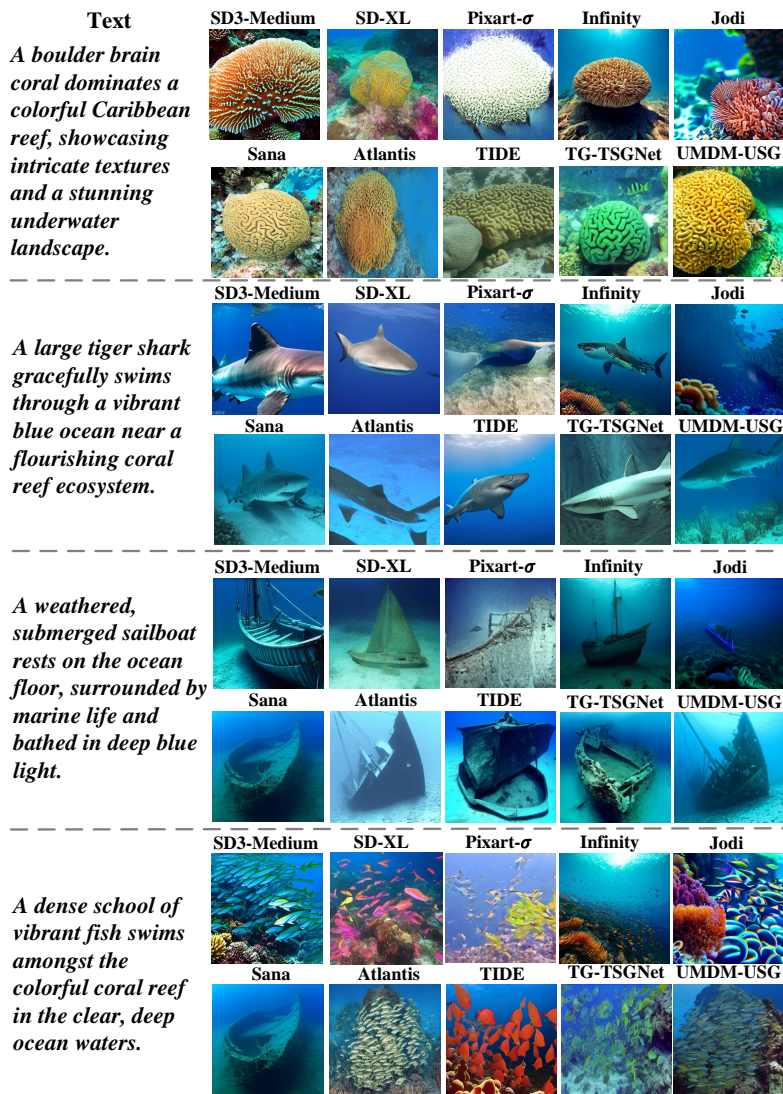 Text
SD3-Medium SD-XL Pixart-σ Infinity Jodi
A boulder brain
coral dominates a
colorful Caribbean
reef, showcasing
intricate textures
and a stunning
underwater
landscape.
Sana Atlantis TIDE TG-TSGNet UMDM-USG
SD3-Medium SD-XL Pixart-σ Infinity Jodi
A large tiger shark
gracefully swims
through a vibrant
blue ocean near a
flourishing coral
reef ecosystem.
Sana Atlantis TIDE TG-TSGNet UMDM-USG
SD3-Medium SD-XL Pixart-σ Infinity Jodi
A weathered,
submerged sailboat
rests on the ocean
floor, surrounded by
marine life and
bathed in deep blue
light.
Sana Atlantis TIDE TG-TSGNet UMDM-USG
SD3-Medium SD-XL Pixart-σ Infinity Jodi
A dense school of
vibrant fish swims
amongst the
colorful coral reef
in the clear, deep
ocean waters.
Sana Atlantis TIDE TG-TSGNet UMDM-USG